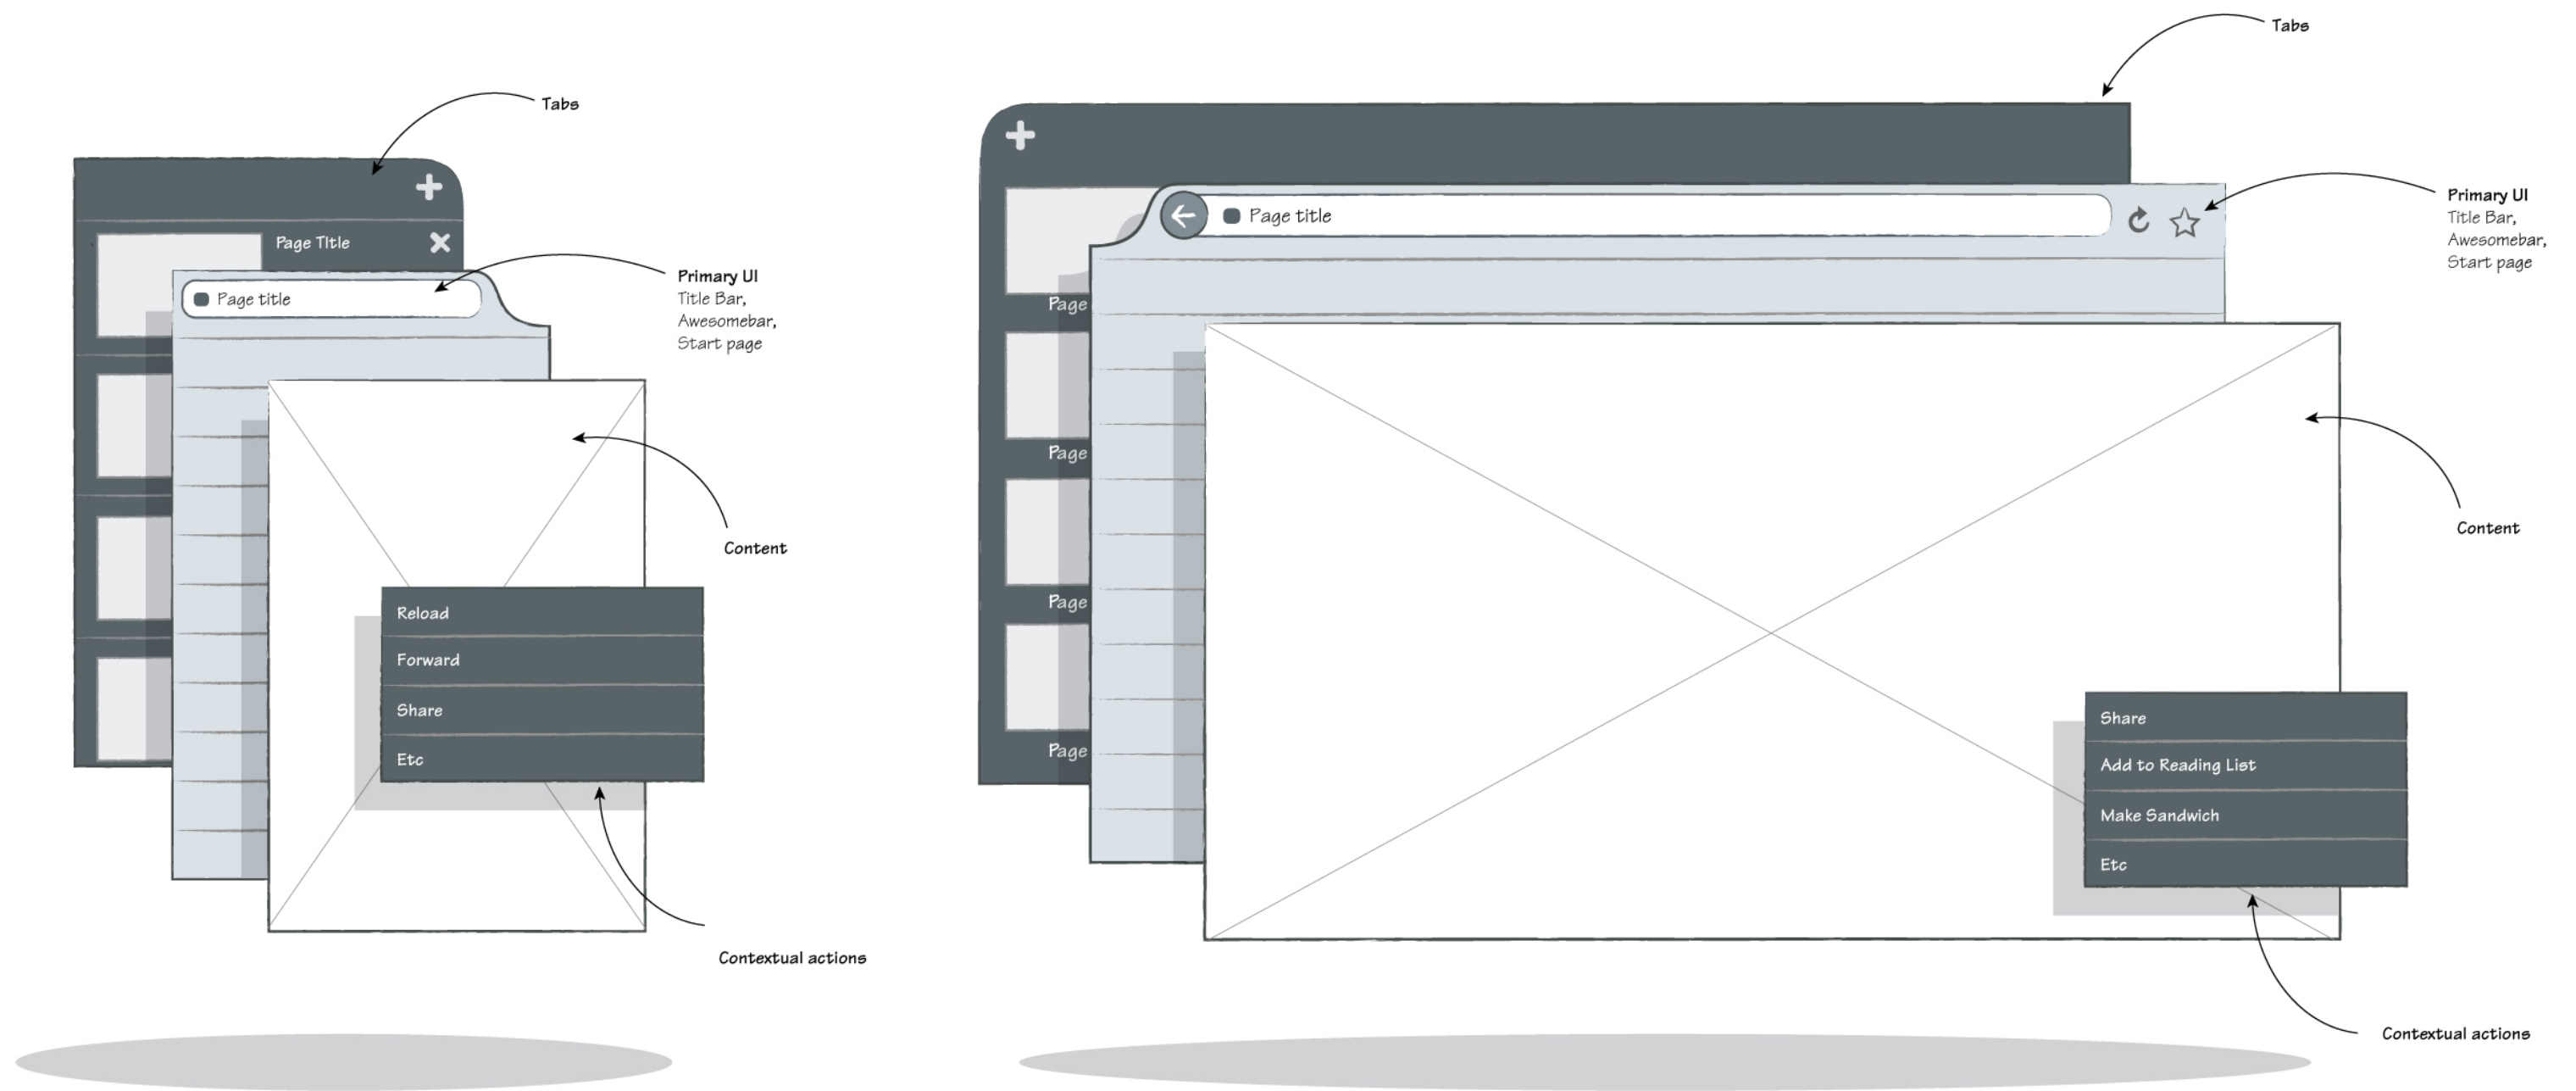 Tabs
Page TItle
Page title
Primary UI
Title Bar,
Awesomebar,
Start page
Content
Reload
Forward
Share
Etc
Contextual actions
Tabs
Page title
Primary UI
Title Bar,
Awesomebar,
Start page
Page
Page
Page
Page
Content
Share
Add to Reading List
Make Sandwich
Etc
Contextual actions